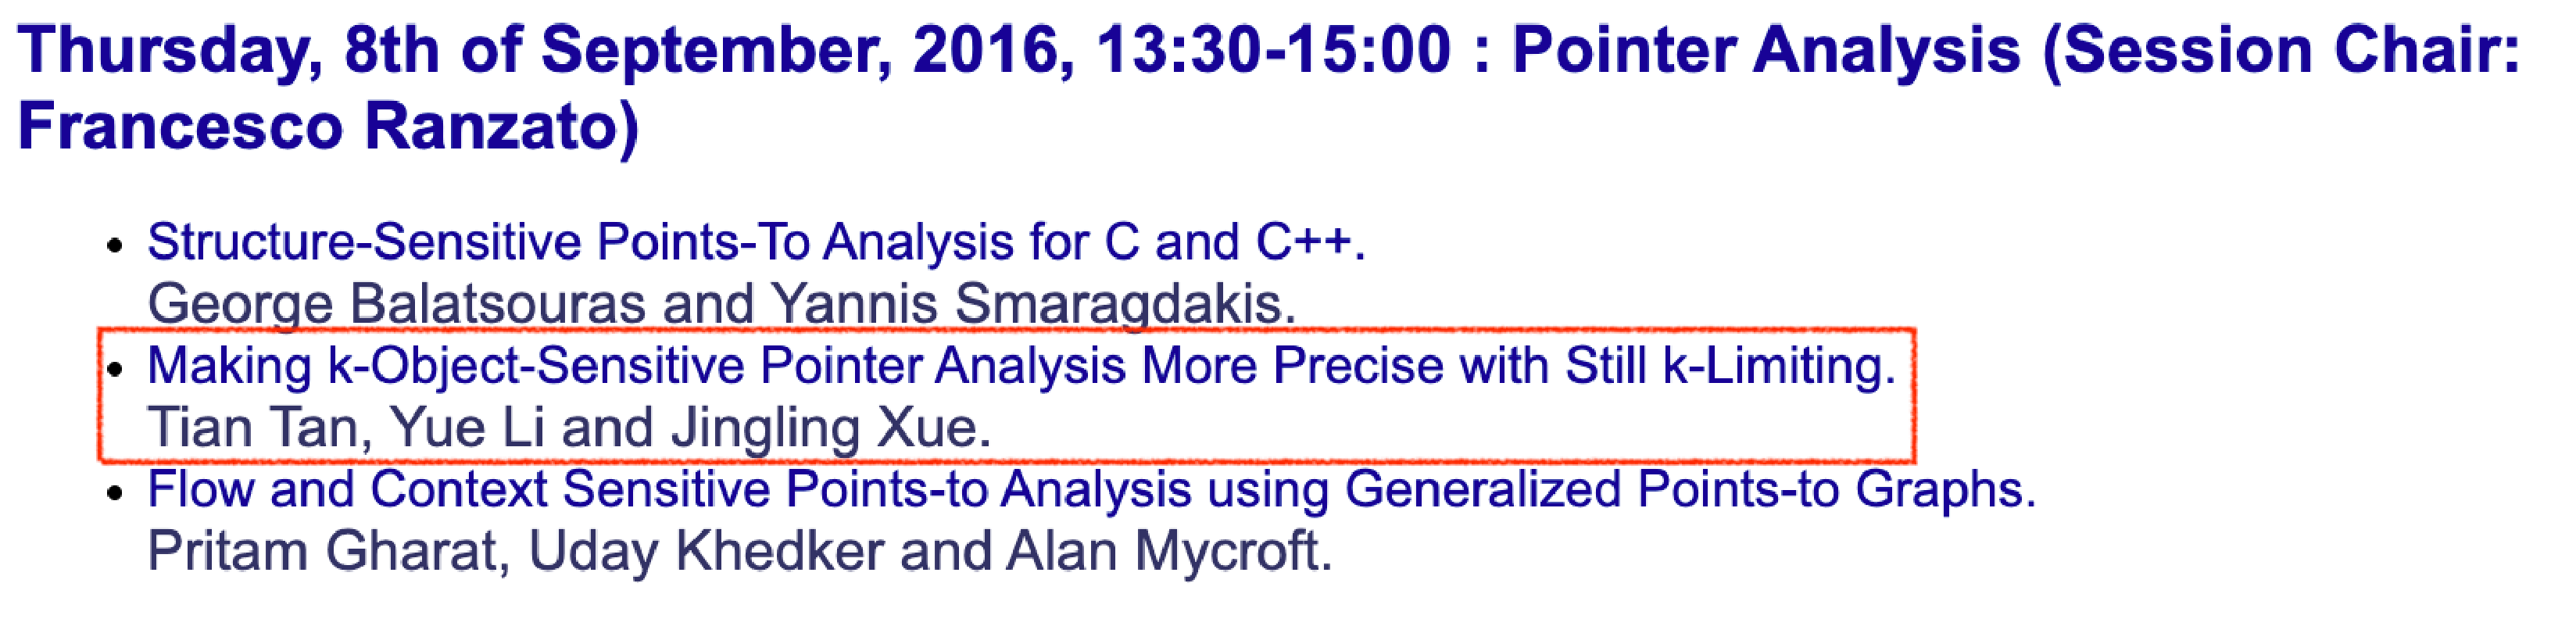 Thursday, 8th of September, 2016, 13:30-15:00 : Pointer Analysis (Session Chair:
Francesco Ranzato)
• Structure-Sensitive Points-To Analysis for C and C++.
George Balatsouras and Yannis Smaragdakis.
• Making k-Object-Sensitive Pointer Analysis More Precise with Still k-Limiting.
Tian Tan, Yue Li and Jingling Xue.
• Flow and Context Sensitive Points-to Analysis using Generalized Points-to Graphs.
Pritam Gharat, Uday Khedker and Alan Mycroft.